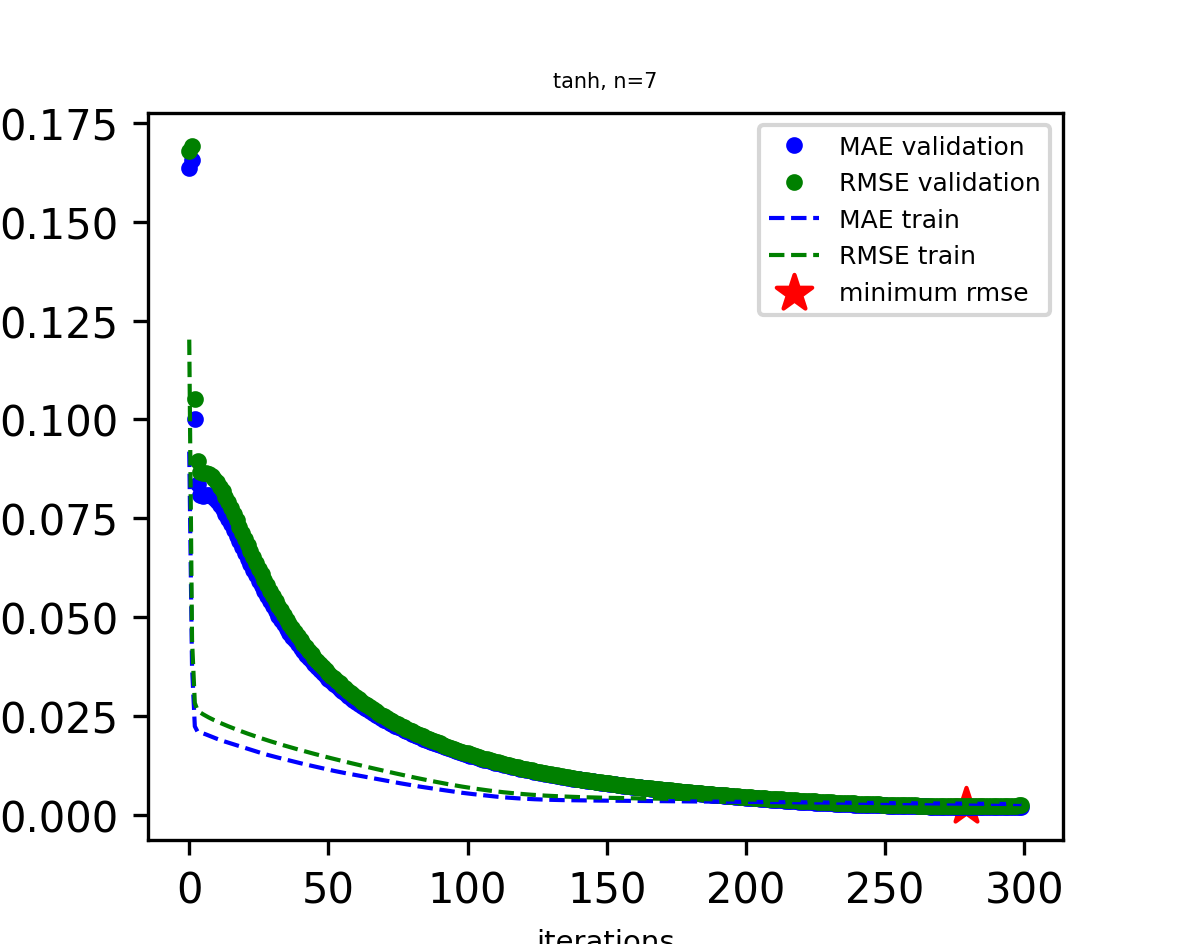 tanh, n=7
0.175
0.150
0.125
0.100
0.075
0.050
0.025
0.000
MAE validation
RMSE validation
MAE train
RMSE train
minimum rmse
0 50 100 150 200 250 300
iterations